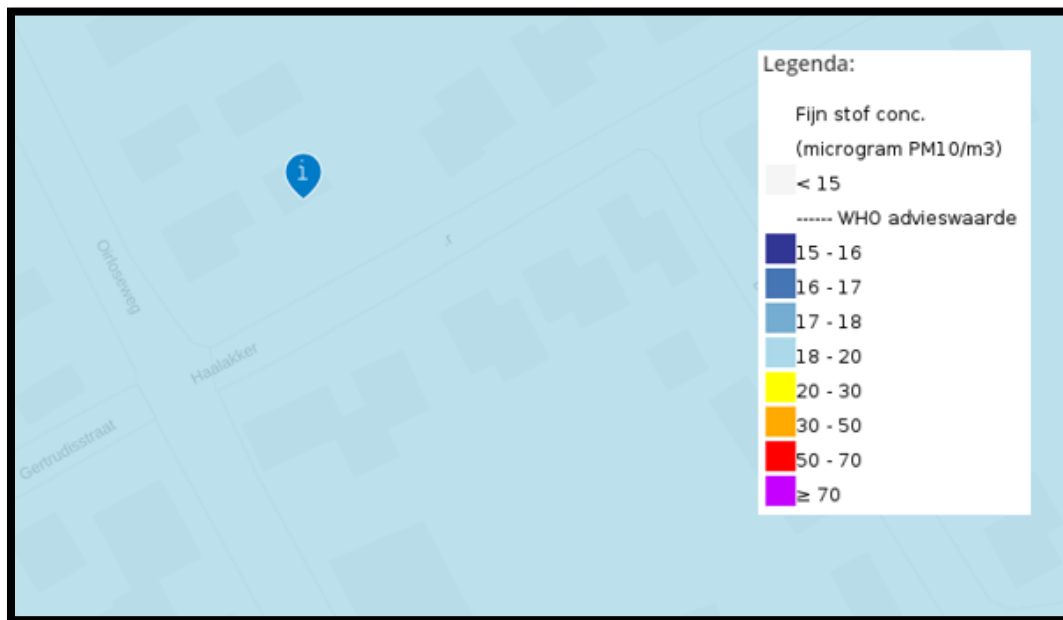 Legenda:
Fijn stof conc.
(microgram PM10/m3)
< 15
------ WHO advieswaarde
15 - 16
16 - 17
17 - 18
18 - 20
20 - 30
30 - 50
50 - 70
≥ 70
i
Oirloseweg
Haalakker
Gertrudisstraat